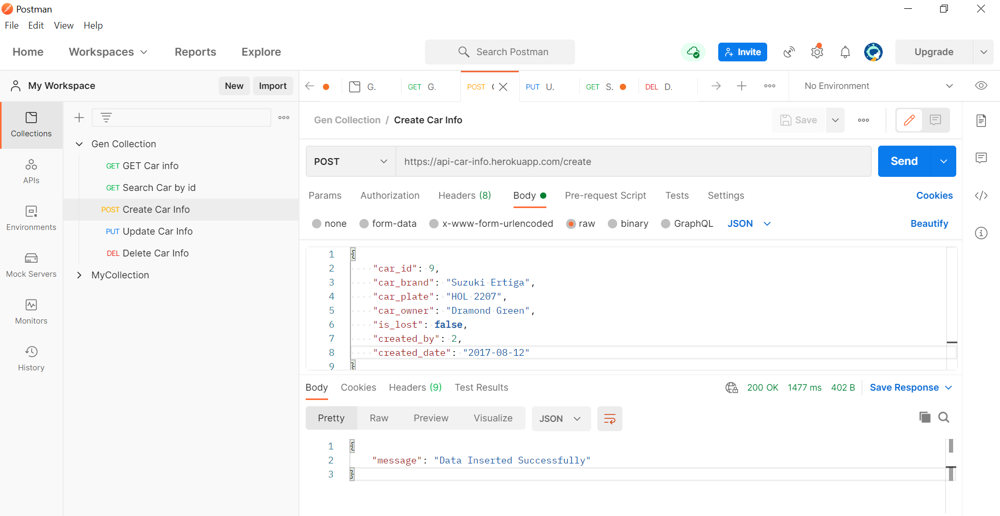 Postman
File Edit View Help
Home Workspaces Reports Explore Search Postman Invite Upgrade
My Workspace New Import
G. GET G. POST PUT U. GET S. DEL D. No Environment
Collections
APIs
Environments
Mock Servers
Monitors
History
Gen Collection
GET GET Car info
GET Search Car by id
POST Create Car Info
PUT Update Car Info
DEL Delete Car Info
MyCollection
Gen Collection / Create Car Info Save
POST https://api-car-info.herokuapp.com/create Send
Params Authorization Headers (8) Body Pre-request Script Tests Settings Cookies
none form-data x-www-form-urlencoded raw binary GraphQL JSON Beautify
1 {
2 "car_id": 9,
3 "car_brand": "Suzuki Ertiga",
4 "car_plate": "HOL 2207",
5 "car_owner": "Dramond Green",
6 "is_lost": false,
7 "created_by": 2,
8 "created_date": "2017-08-12"
9 }
Body Cookies Headers (9) Test Results 200 OK 1477 ms 402 B Save Response
Pretty Raw Preview Visualize JSON
1 {
2 "message": "Data Inserted Successfully"
3 }